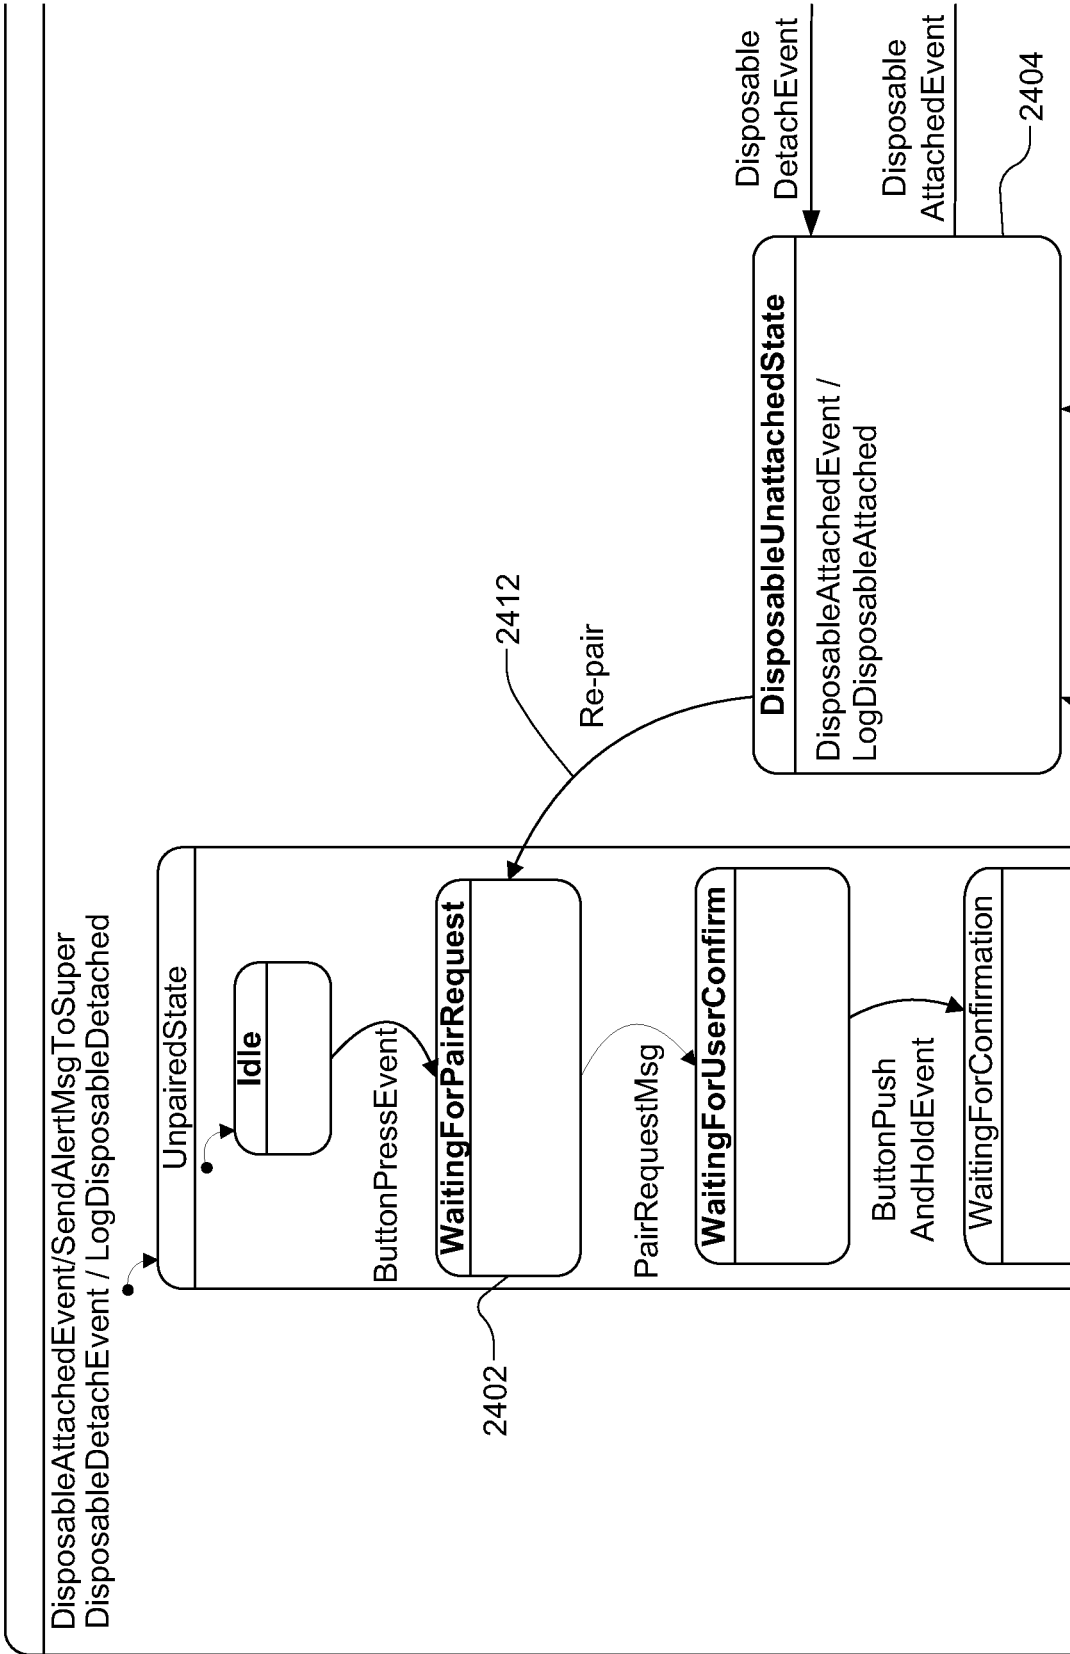 DisposableAttachedEvent/SendAlertMsgToSuper
DisposableDetachEvent / LogDisposableDetached
UnpairedState
Idle
ButtonPressEvent
WaitingForPairRequest
2402
2412
Re-pair
PairRequestMsg
WaitingForUserConfirm
ButtonPush
AndHoldEvent
WaitingForConfirmation
DisposableUnattachedState
DisposableAttachedEvent /
LogDisposableAttached
Disposable
DetachEvent
Disposable
AttachedEvent
2404